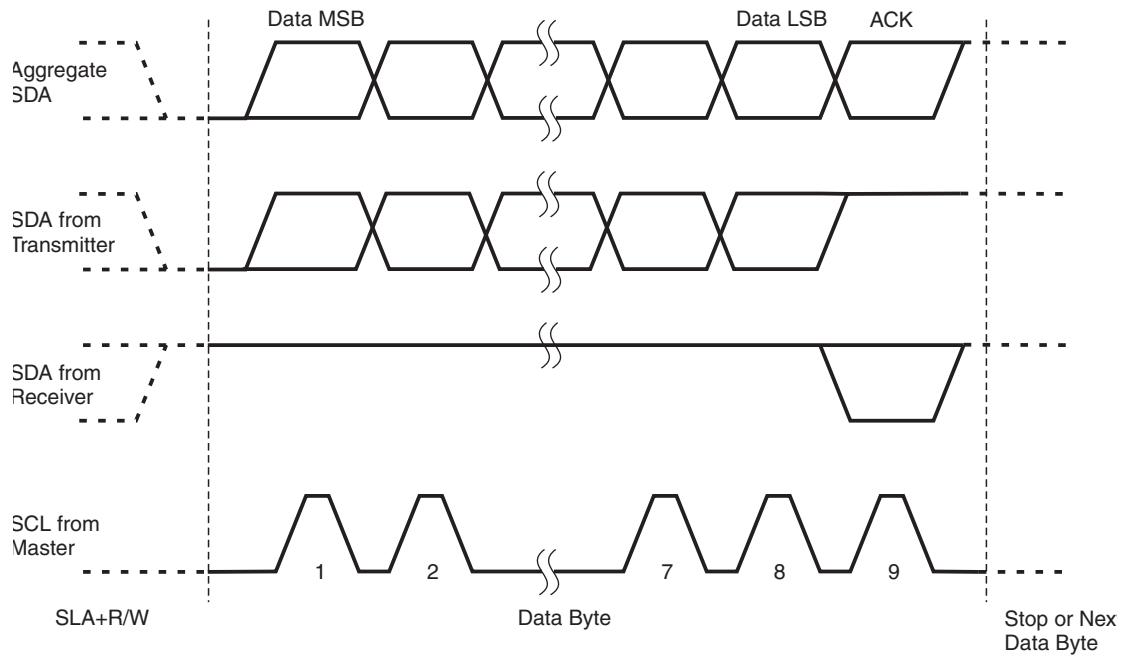 Data MSB
Data LSB
ACK
Aggregate
SDA
SDA from
Transmitter
SDA from
Receiver
SCL from
Master
1
2
7
8
9
SLA+R/W
Data Byte
Stop or Nex
Data Byte